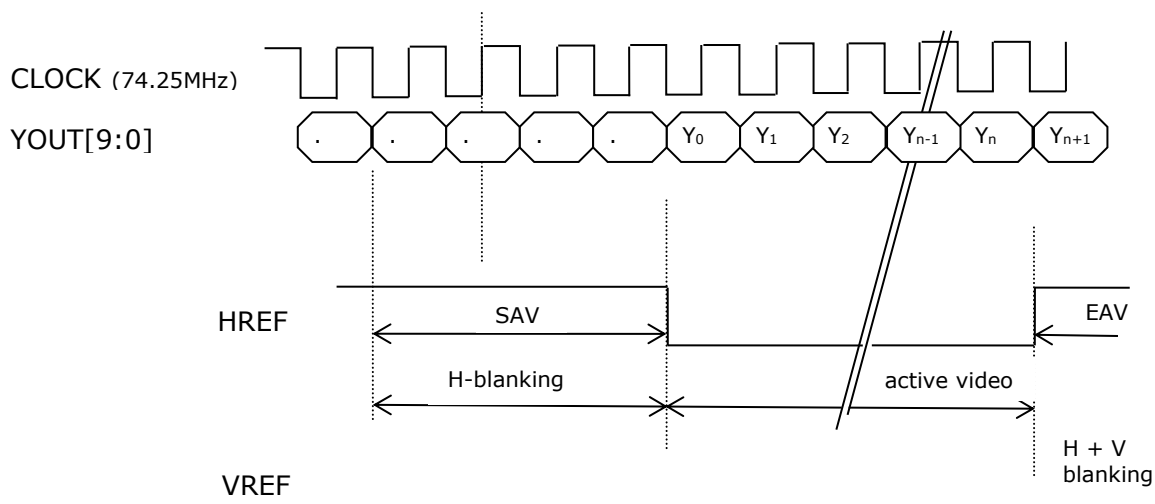 CLOCK (74.25MHz)
YOUT[9:0]
. . . . . Y0 Y1 Y2 Yn-1 Yn Yn+1
HREF
SAV
EAV
H-blanking
active video
H + V
blanking
VREF